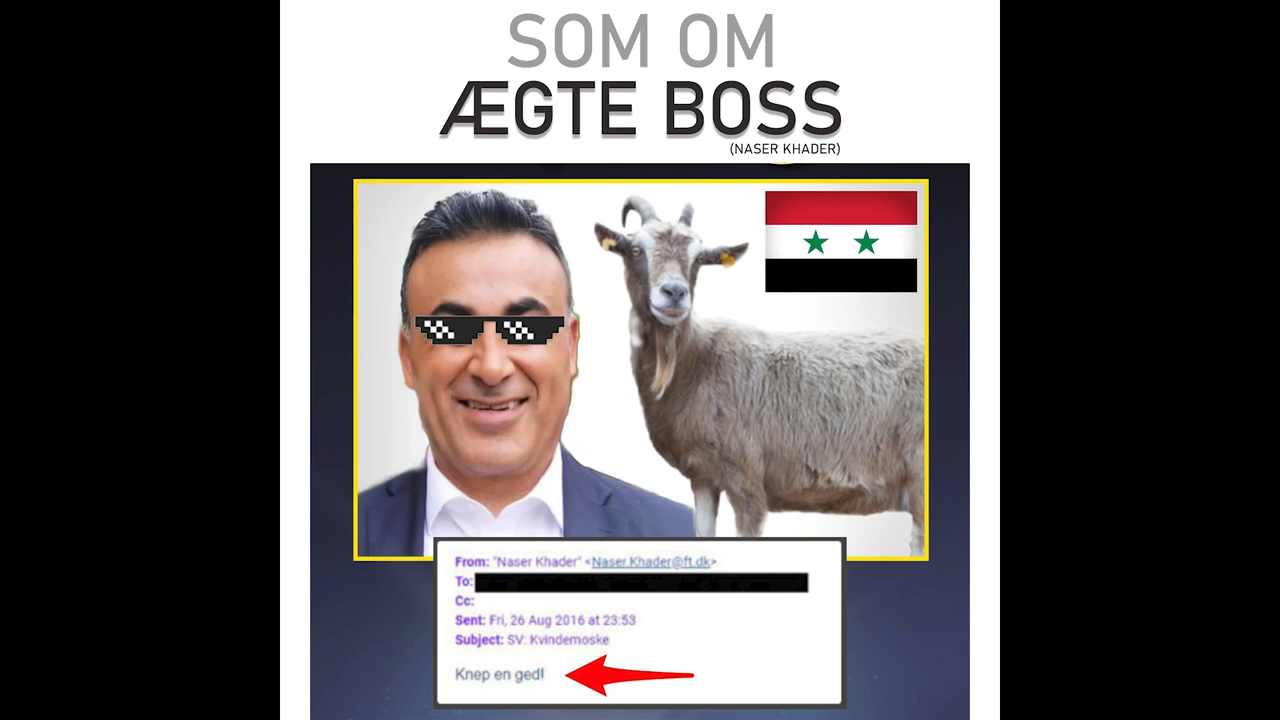 SOM OM
ÆGTE BOSS
(NASER KHADER)
From: "Naser Khader" <Naser.Khader@ft.dk>
To:
Cc:
Sent: Fri, 26 Aug 2016 at 23:53
Subject: SV: Kvindemoske
Knep en ged!